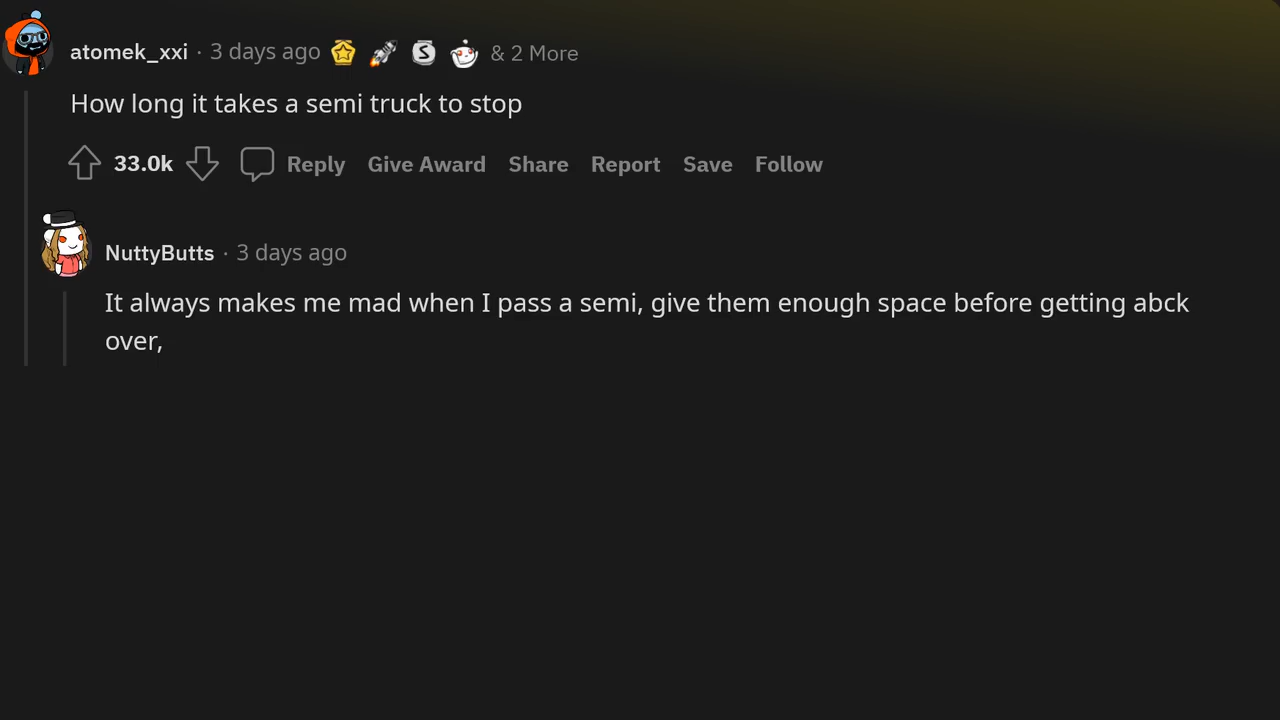 atomek_xxi · 3 days ago & 2 More
How long it takes a semi truck to stop
33.0k Reply Give Award Share Report Save Follow
NuttyButts · 3 days ago
It always makes me mad when I pass a semi, give them enough space before getting abck
over,